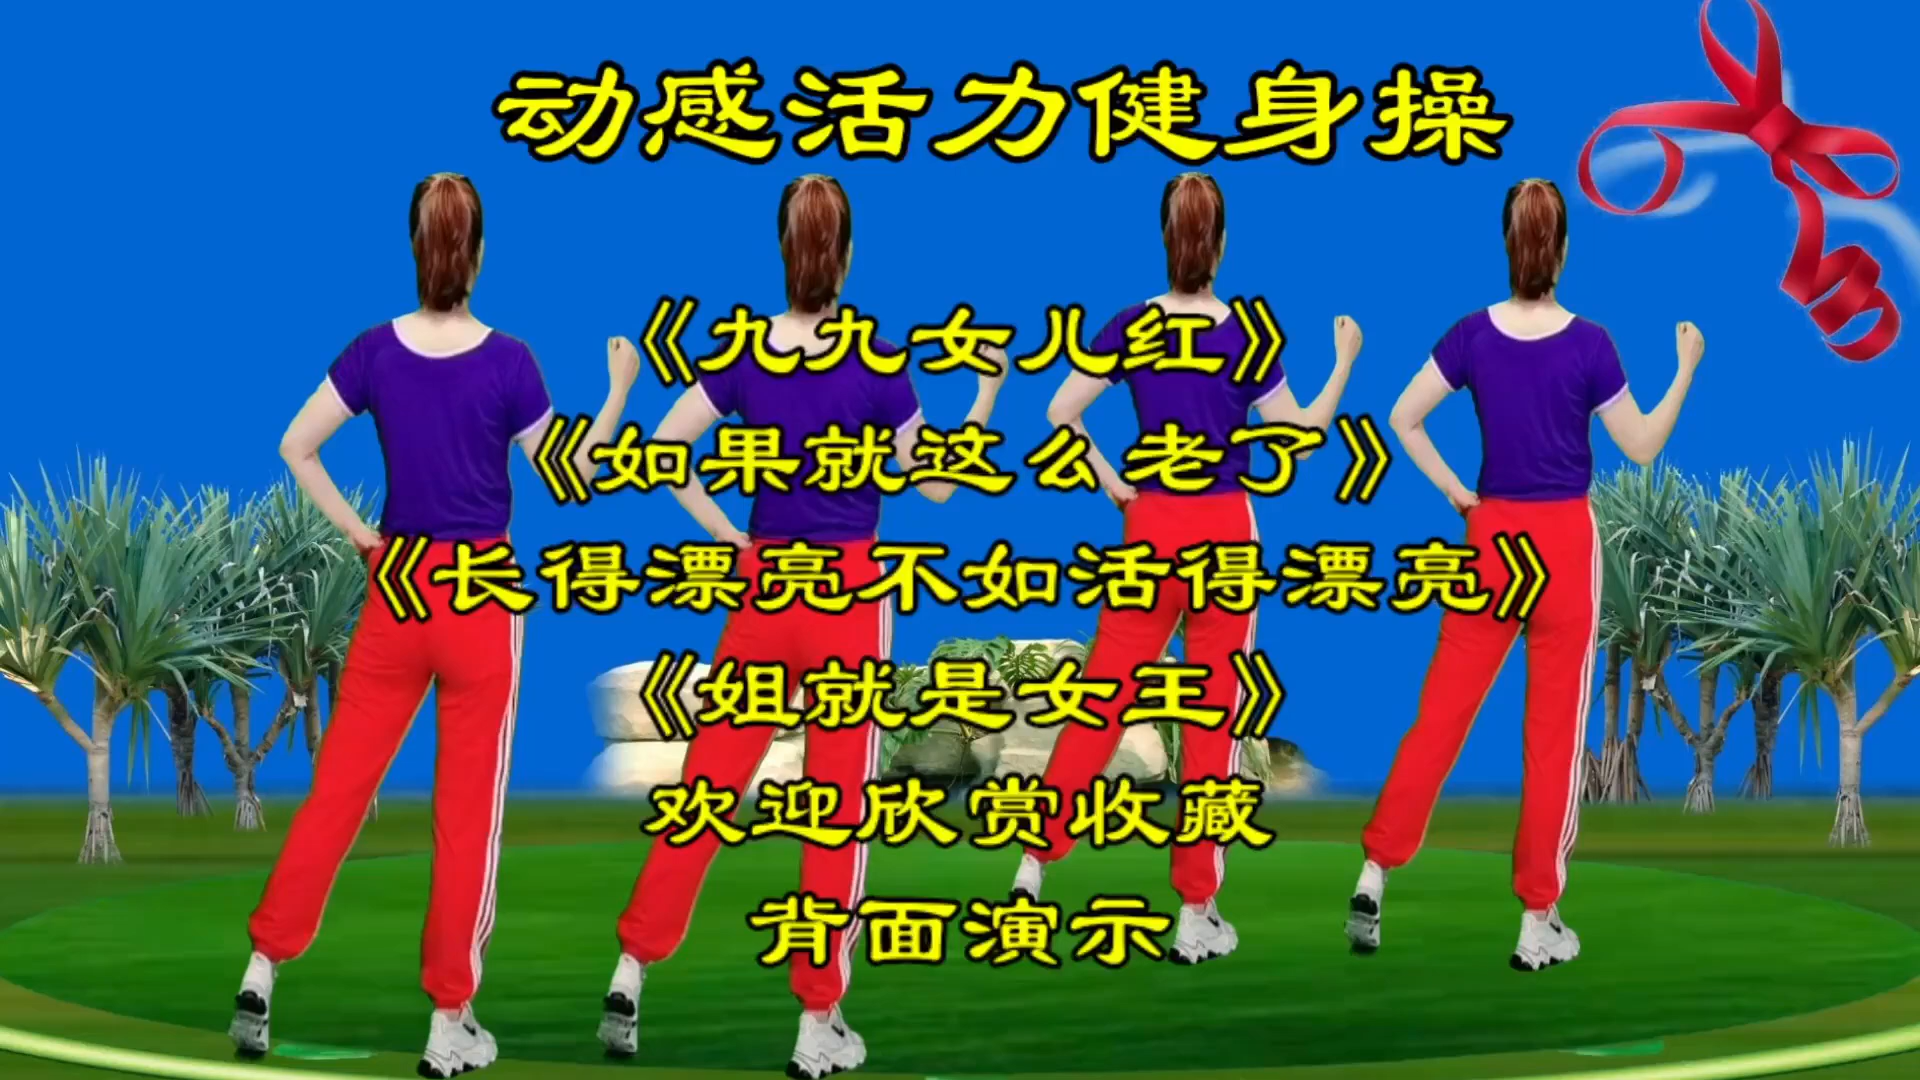 动感活力健身操
《九九女儿红》
《如果就这么老了》
《长得漂亮不如活得漂亮》
《姐就是女王》
欢迎欣赏收藏
背面演示